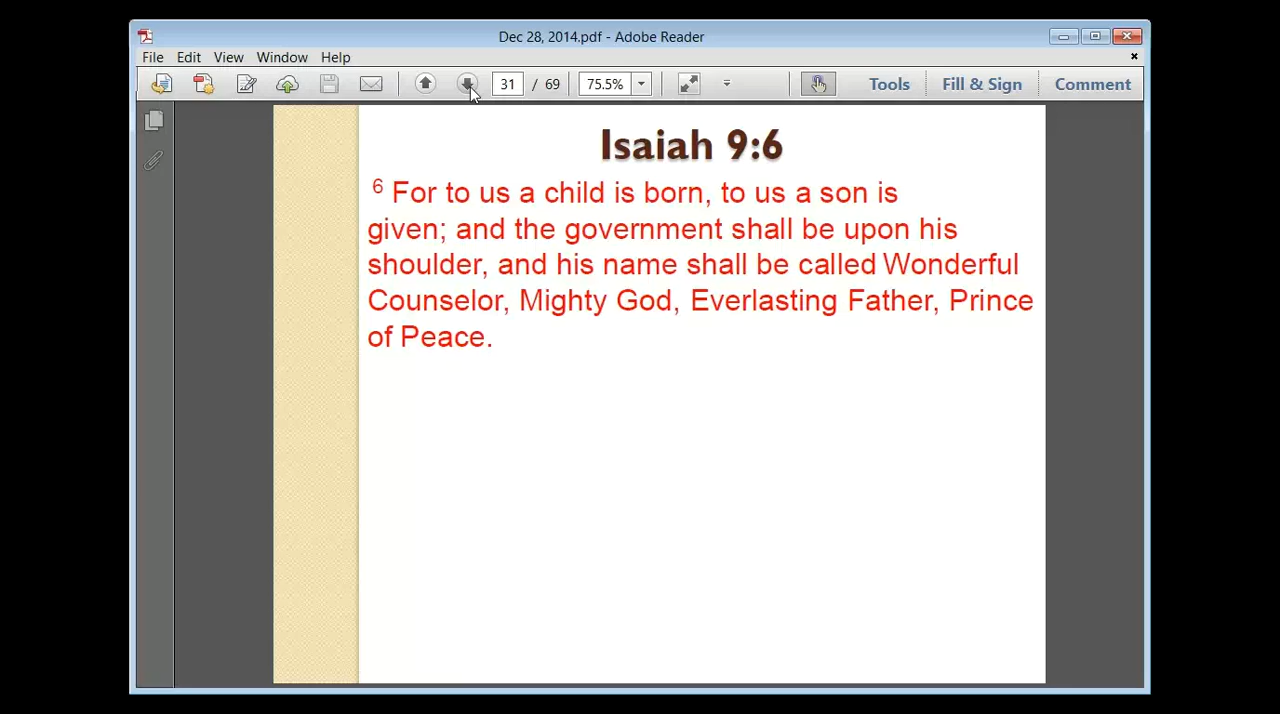 Dec 28, 2014.pdf - Adobe Reader
File Edit View Window Help
31 / 69 75.5% Tools Fill & Sign Comment
Isaiah 9:6
6 For to us a child is born, to us a son is
given; and the government shall be upon his
shoulder, and his name shall be called Wonderful
Counselor, Mighty God, Everlasting Father, Prince
of Peace.